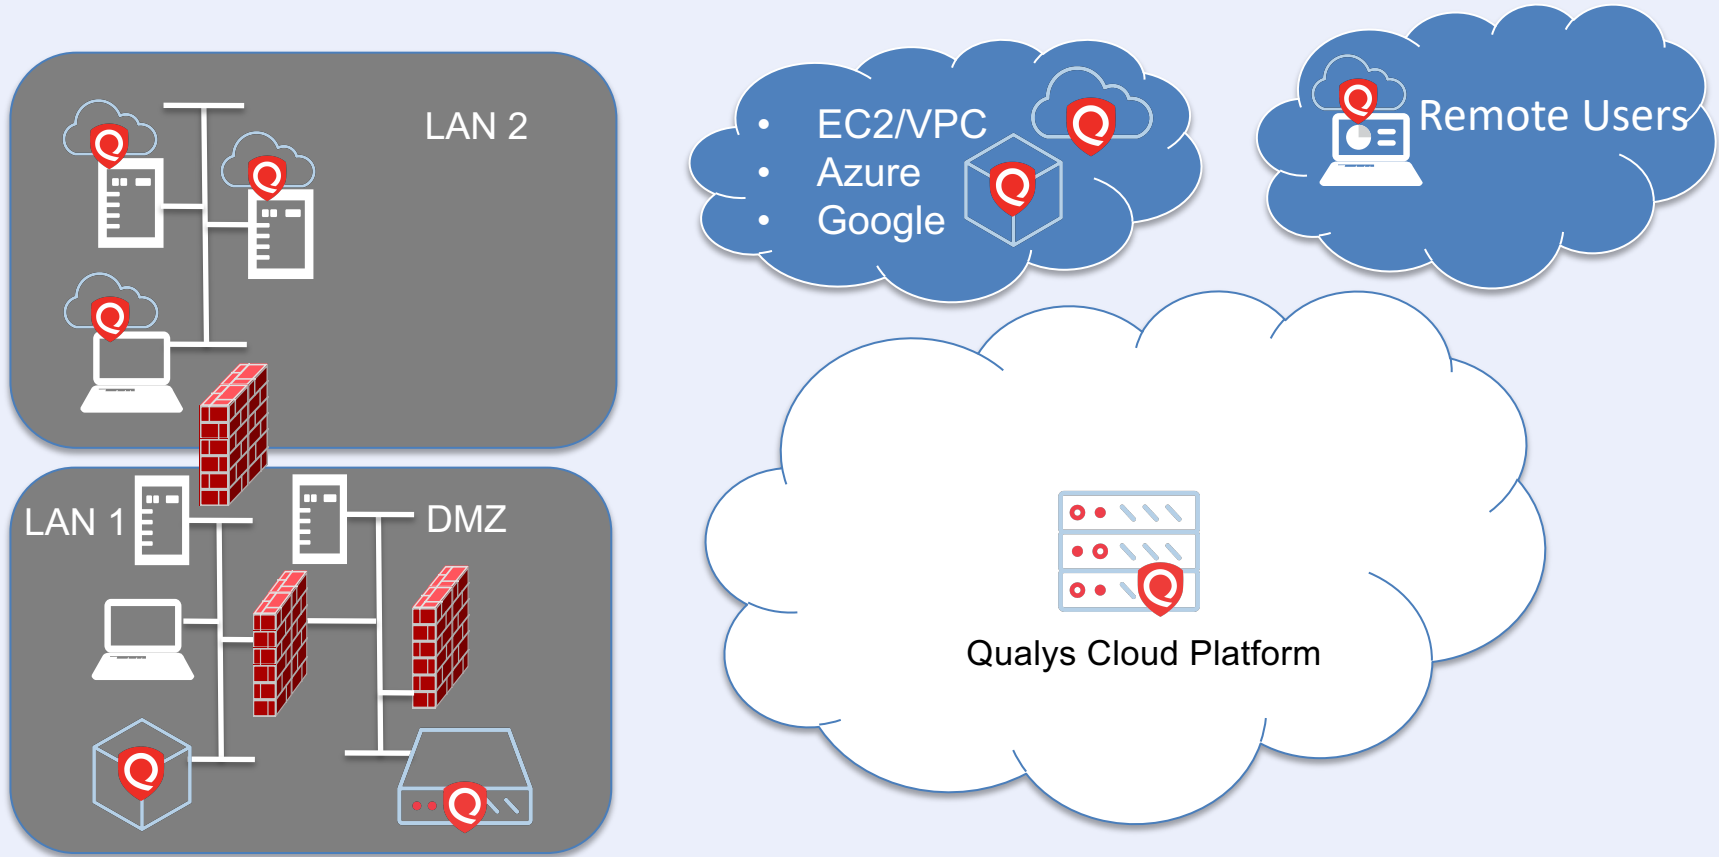 LAN 2
• EC2/VPC
• Azure
• Google
Remote Users
LAN 1
DMZ
Qualys Cloud Platform